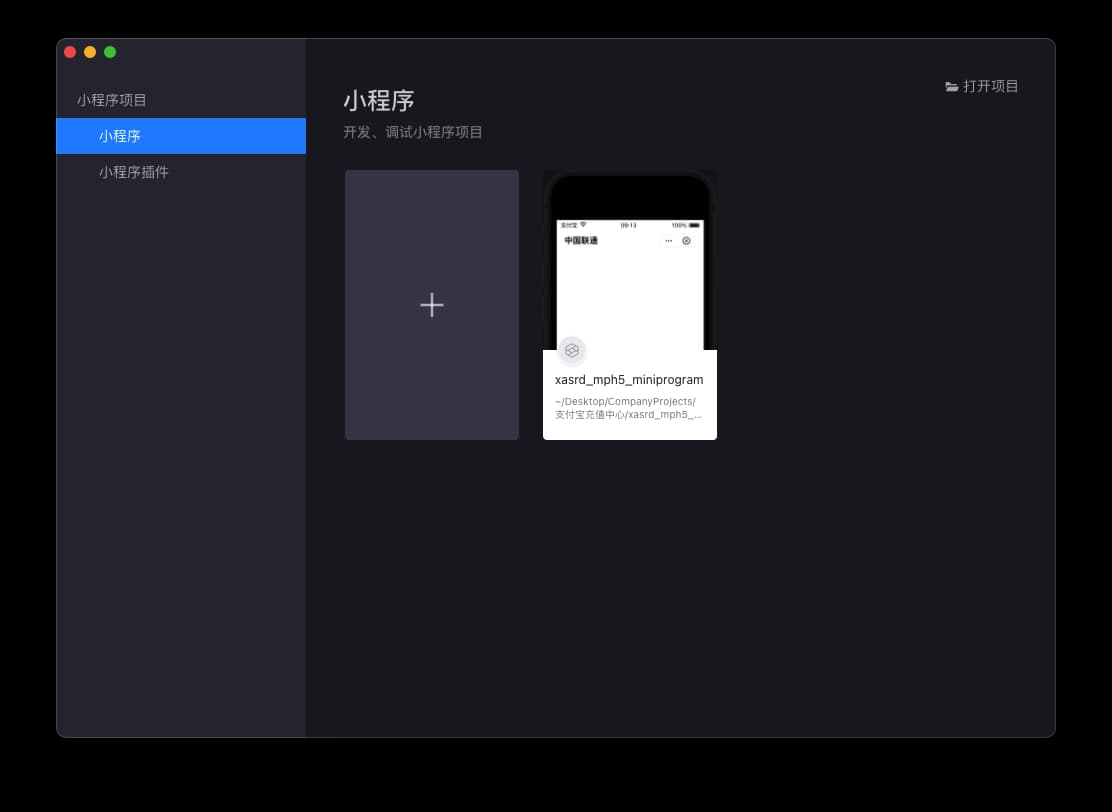 小程序项目
小程序
小程序插件
小程序
开发、调试小程序项目
打开项目
支付宝 09:13 100%
中国联通
xasrd_mph5_miniprogram
~/Desktop/CompanyProjects/
支付宝充值中心/xasrd_mph5_...